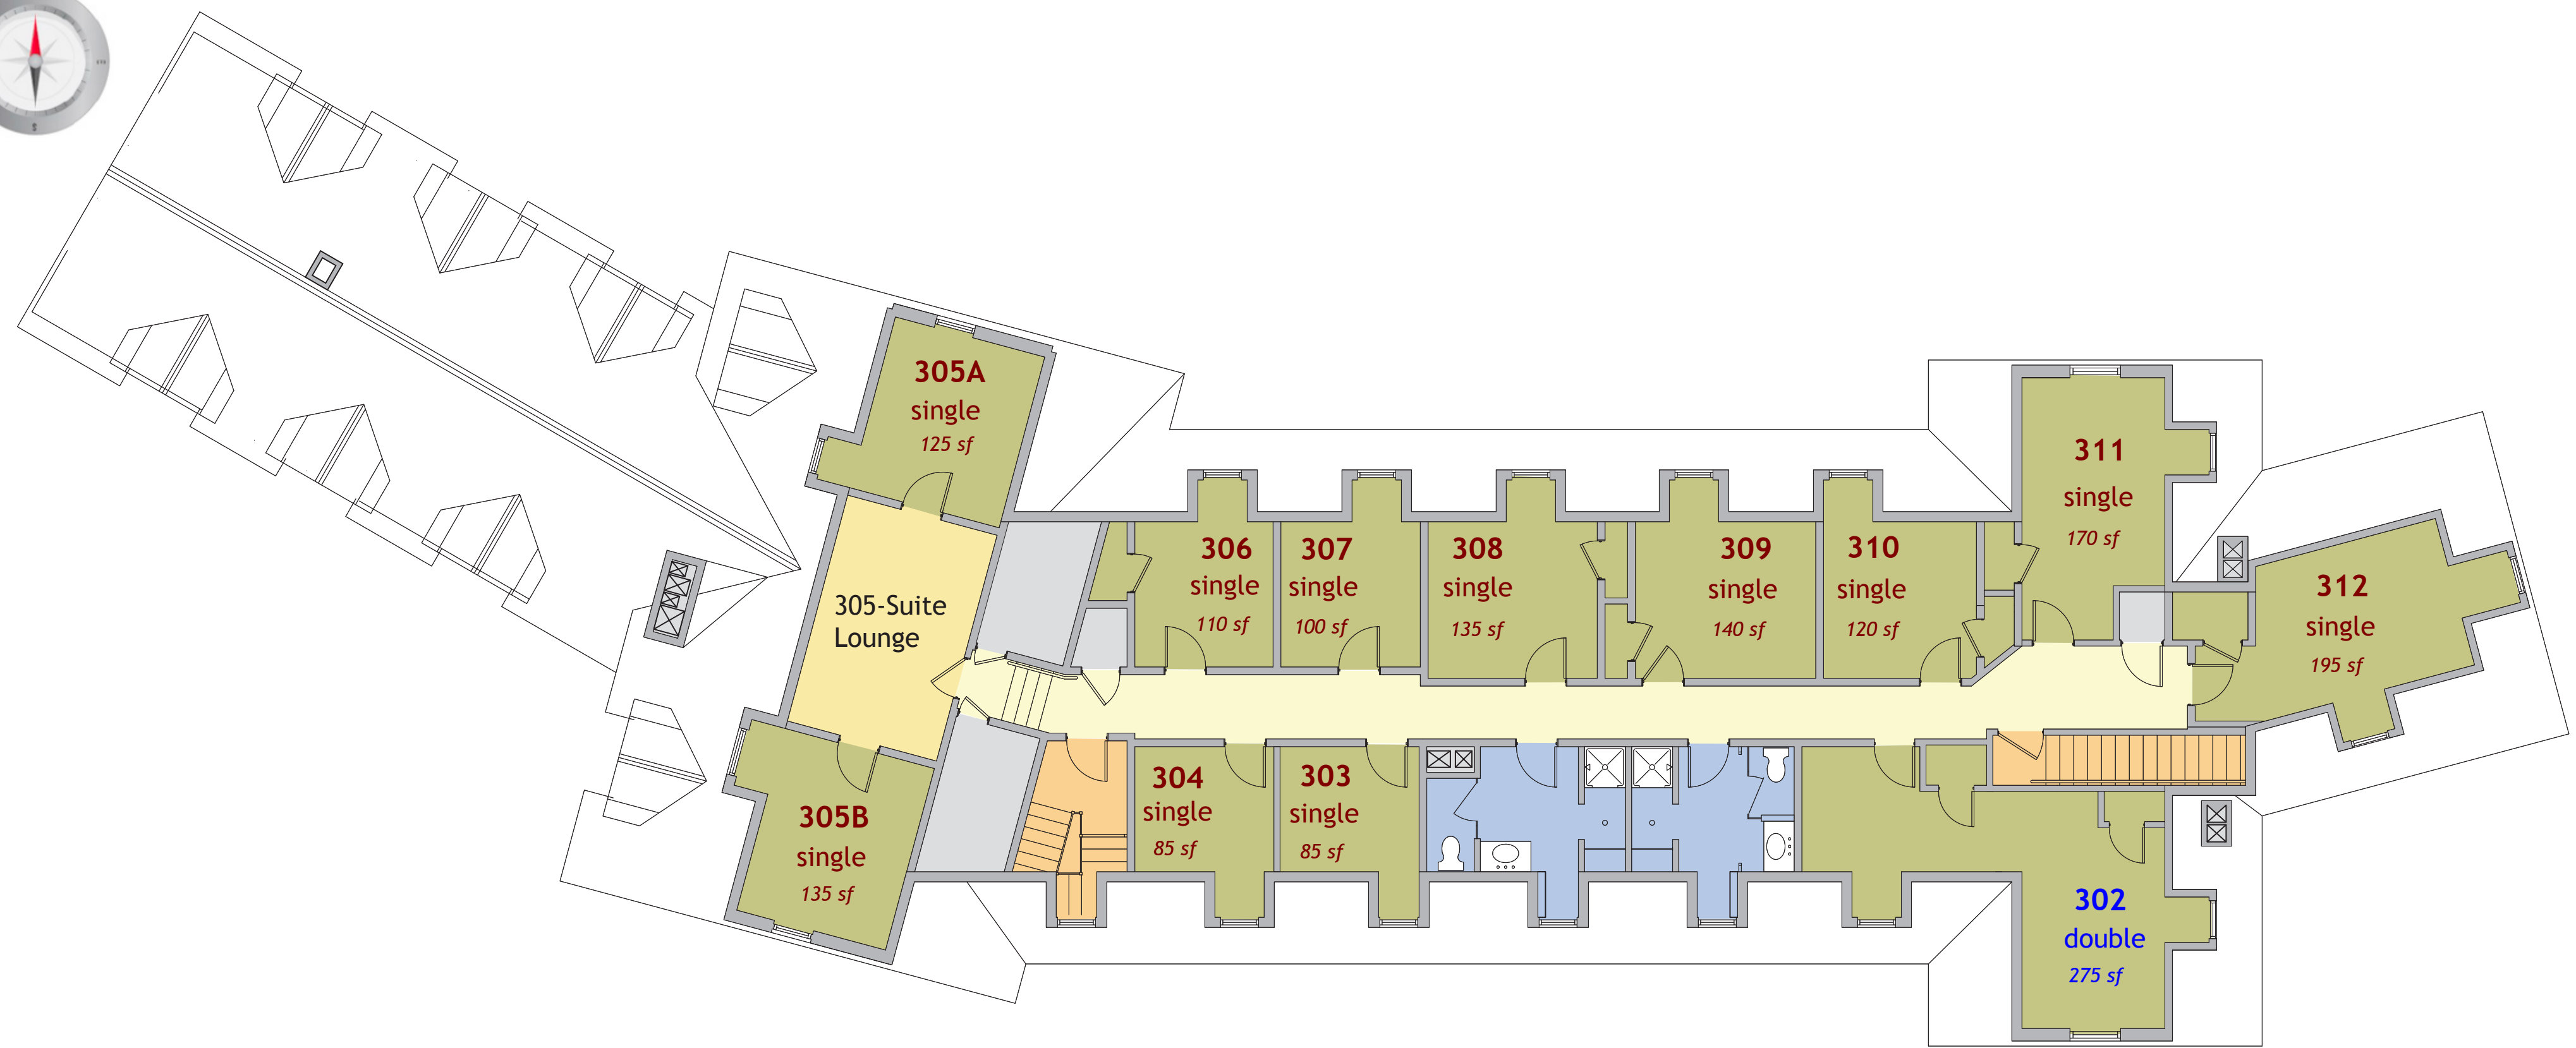 S
305A
single
125 sf
305-Suite
Lounge
305B
single
135 sf
306
single
110 sf
307
single
100 sf
308
single
135 sf
309
single
140 sf
310
single
120 sf
311
single
170 sf
312
single
195 sf
304
single
85 sf
303
single
85 sf
302
double
275 sf